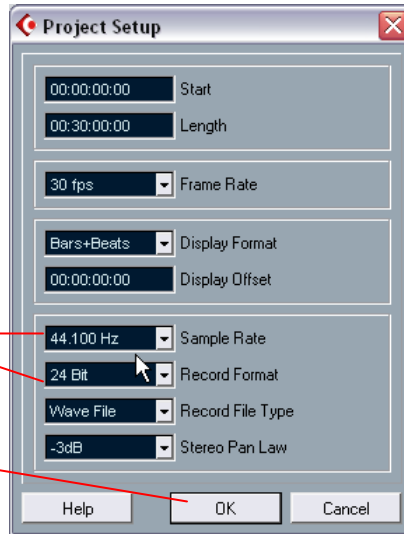 Project Setup
00:00:00:00 Start
00:30:00:00 Length
30 fps Frame Rate
Bars+Beats Display Format
00:00:00:00 Display Offset
44.100 Hz Sample Rate
24 Bit Record Format
Wave File Record File Type
-3dB Stereo Pan Law
Help OK Cancel